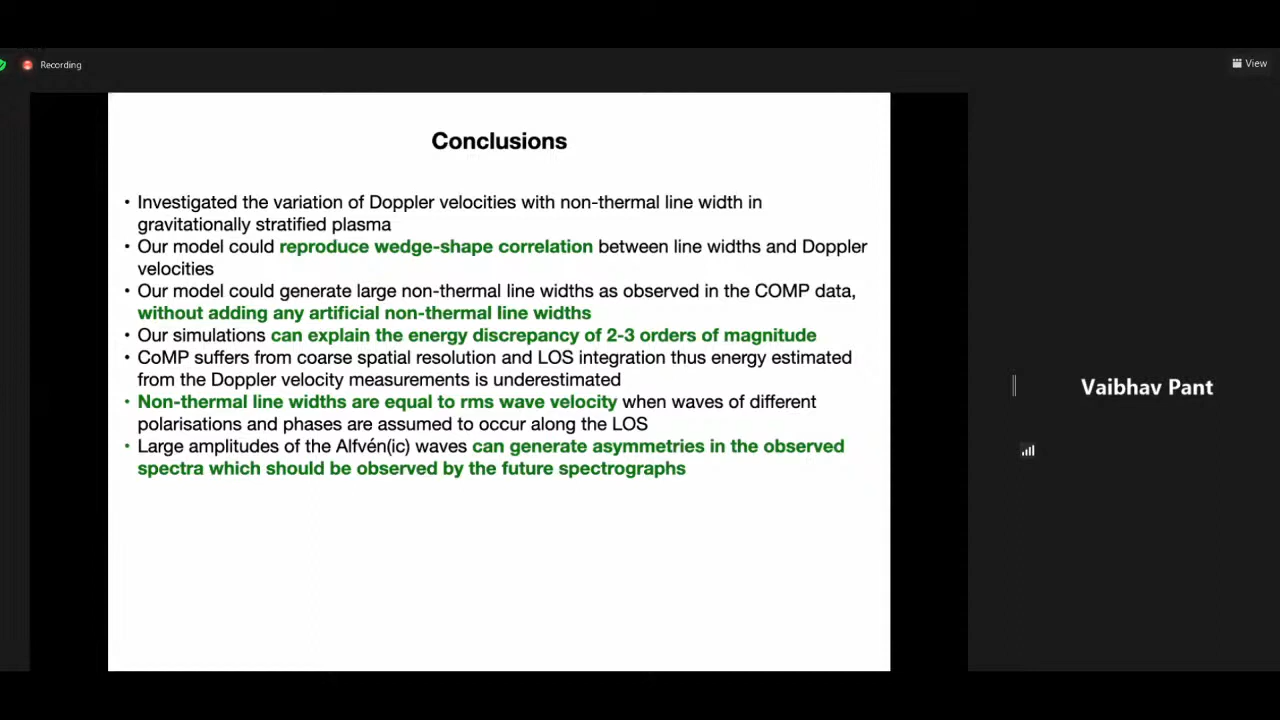 Recording
View
Conclusions
• Investigated the variation of Doppler velocities with non-thermal line width in
gravitationally stratified plasma
• Our model could reproduce wedge-shape correlation between line widths and Doppler
velocities
• Our model could generate large non-thermal line widths as observed in the COMP data,
without adding any artificial non-thermal line widths
• Our simulations can explain the energy discrepancy of 2-3 orders of magnitude
• CoMP suffers from coarse spatial resolution and LOS integration thus energy estimated
from the Doppler velocity measurements is underestimated
• Non-thermal line widths are equal to rms wave velocity when waves of different
polarisations and phases are assumed to occur along the LOS
• Large amplitudes of the Alfvén(ic) waves can generate asymmetries in the observed
spectra which should be observed by the future spectrographs
Vaibhav Pant